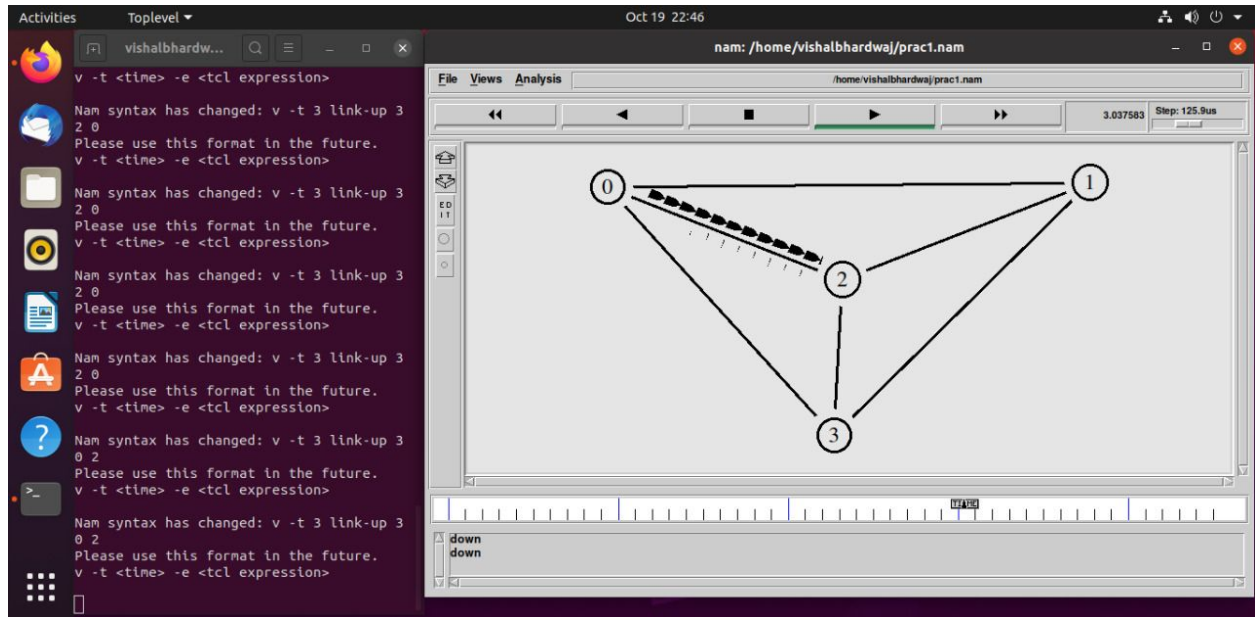 Activities Toplevel Oct 19 22:46
vishalbhardw...
v -t <time> -e <tcl expression>
Nam syntax has changed: v -t 3 link-up 3
2 0
Please use this format in the future.
v -t <time> -e <tcl expression>
Nam syntax has changed: v -t 3 link-up 3
2 0
Please use this format in the future.
v -t <time> -e <tcl expression>
Nam syntax has changed: v -t 3 link-up 3
2 0
Please use this format in the future.
v -t <time> -e <tcl expression>
Nam syntax has changed: v -t 3 link-up 3
2 0
Please use this format in the future.
v -t <time> -e <tcl expression>
Nam syntax has changed: v -t 3 link-up 3
0 2
Please use this format in the future.
v -t <time> -e <tcl expression>
Nam syntax has changed: v -t 3 link-up 3
0 2
Please use this format in the future.
v -t <time> -e <tcl expression>
nam: /home/vishalbhardwaj/prac1.nam
File Views Analysis /home/vishalbhardwaj/prac1.nam
3.037583 Step: 125.9us
E D
I T
0
1
2
3
TIME
down
down